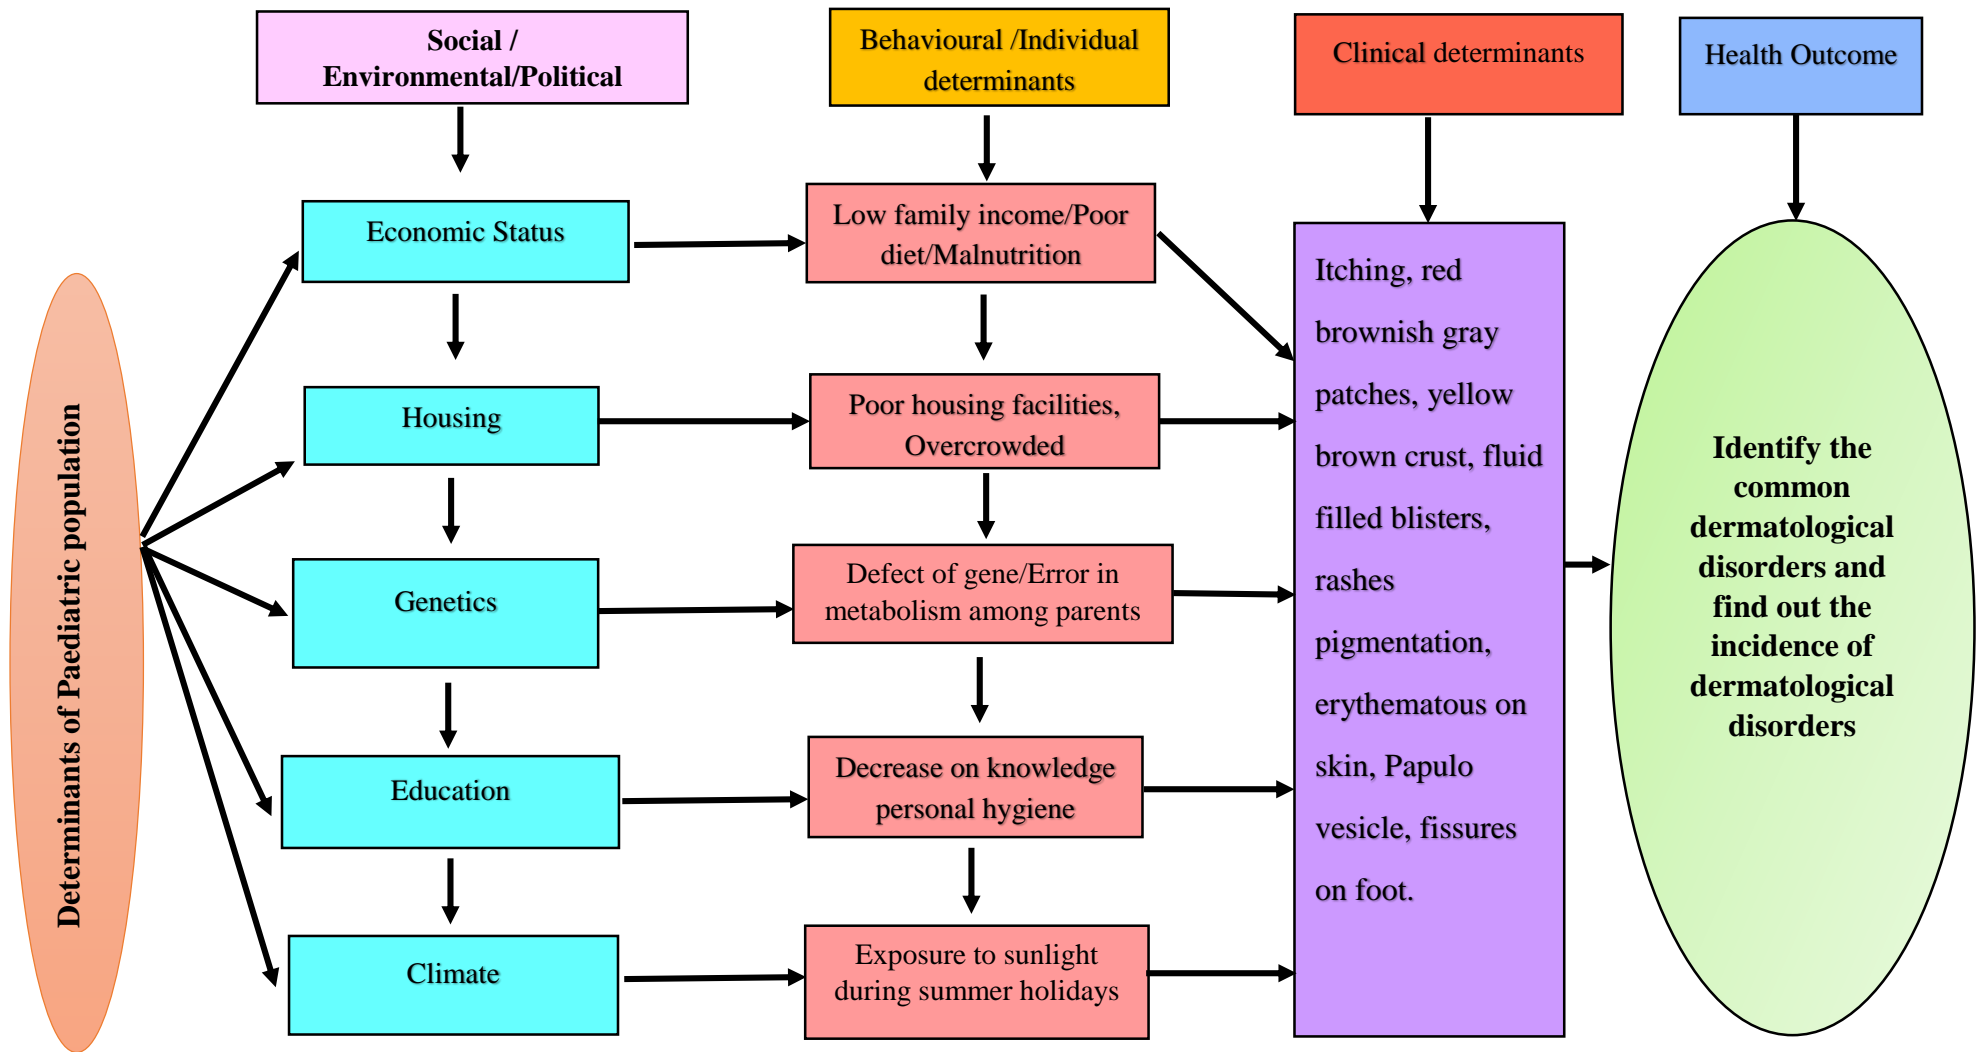 Social /
Environmental/Political
Behavioural /Individual
determinants
Clinical determinants
Health Outcome
Determinants of Paediatric population
Economic Status
Low family income/Poor
diet/Malnutrition
Housing
Poor housing facilities,
Overcrowded
Genetics
Defect of gene/Error in
metabolism among parents
Education
Decrease on knowledge
personal hygiene
Climate
Exposure to sunlight
during summer holidays
Itching, red
brownish gray
patches, yellow
brown crust, fluid
filled blisters,
rashes
pigmentation,
erythematous on
skin, Papulo
vesicle, fissures
on foot.
Identify the
common
dermatological
disorders and
find out the
incidence of
dermatological
disorders